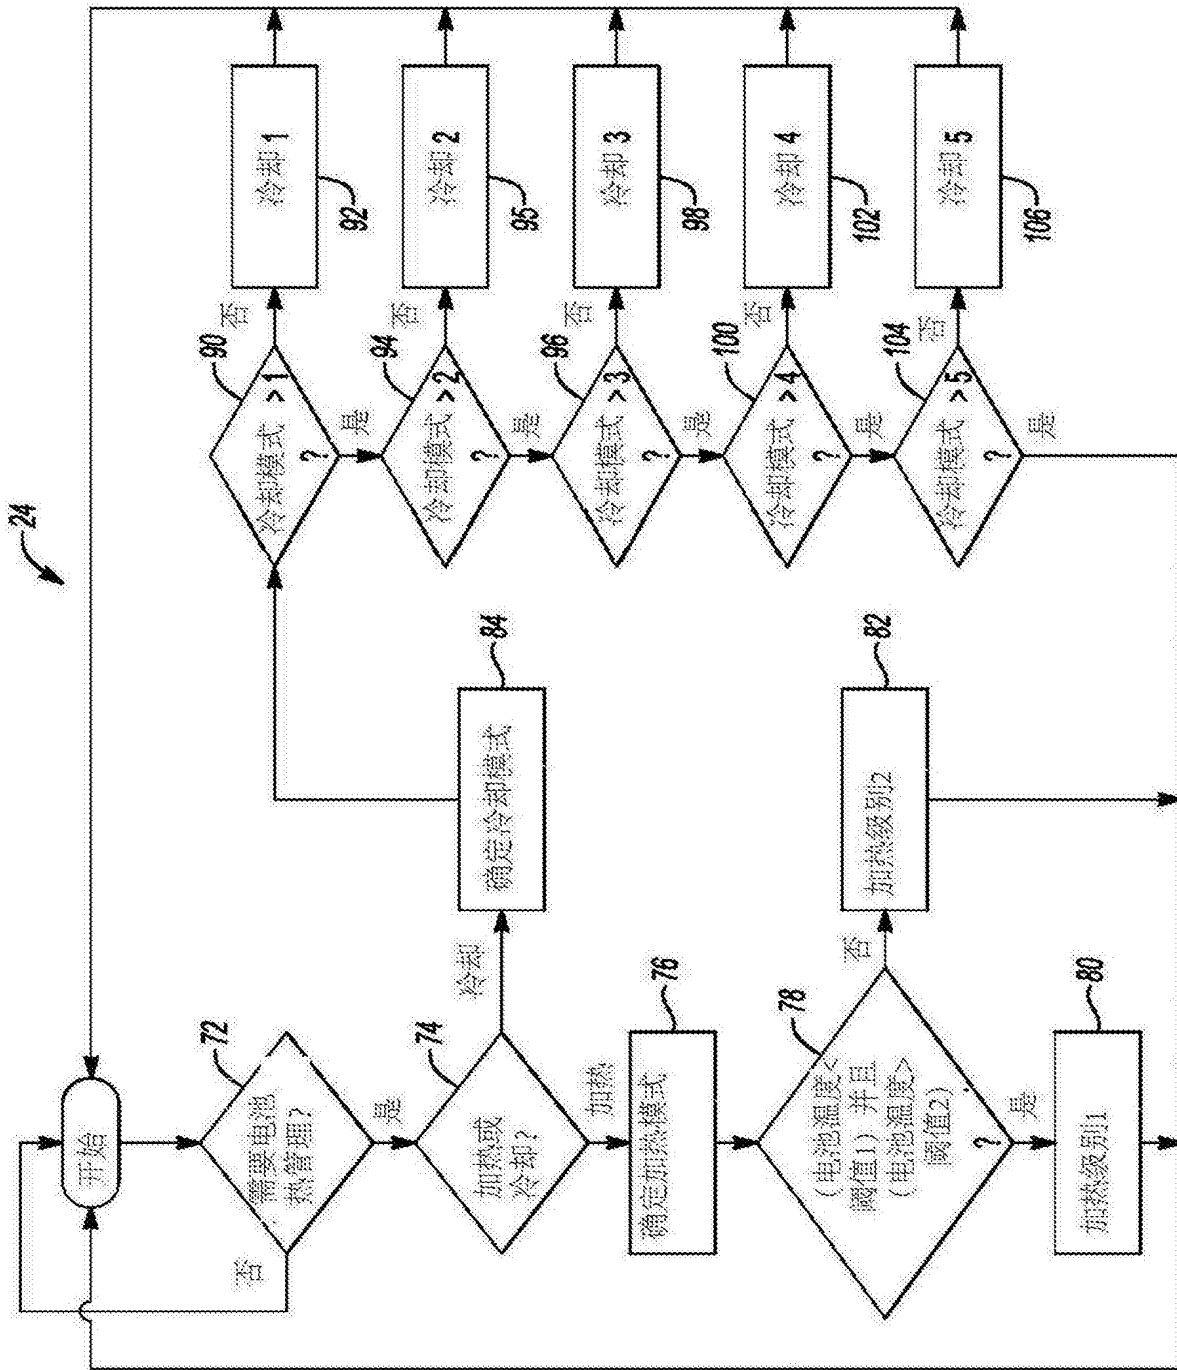 24
开始
72
需要电池
热管理?
否
是
74
加热或
冷却?
冷却
加热
84
确定冷却模式
76
确定加热模式
78
(电池温度<
阈值1) 并且
(电池温度>
阈值2)
?
否
是
82
加热级别2
80
加热级别1
90
冷却模式 >1
?
否
是
92
冷却 1
94
冷却模式 >2
?
否
是
95
冷却 2
96
冷却模式 >3
?
否
是
98
冷却 3
100
冷却模式 >4
?
否
是
102
冷却 4
104
冷却模式 >5
?
否
是
106
冷却 5